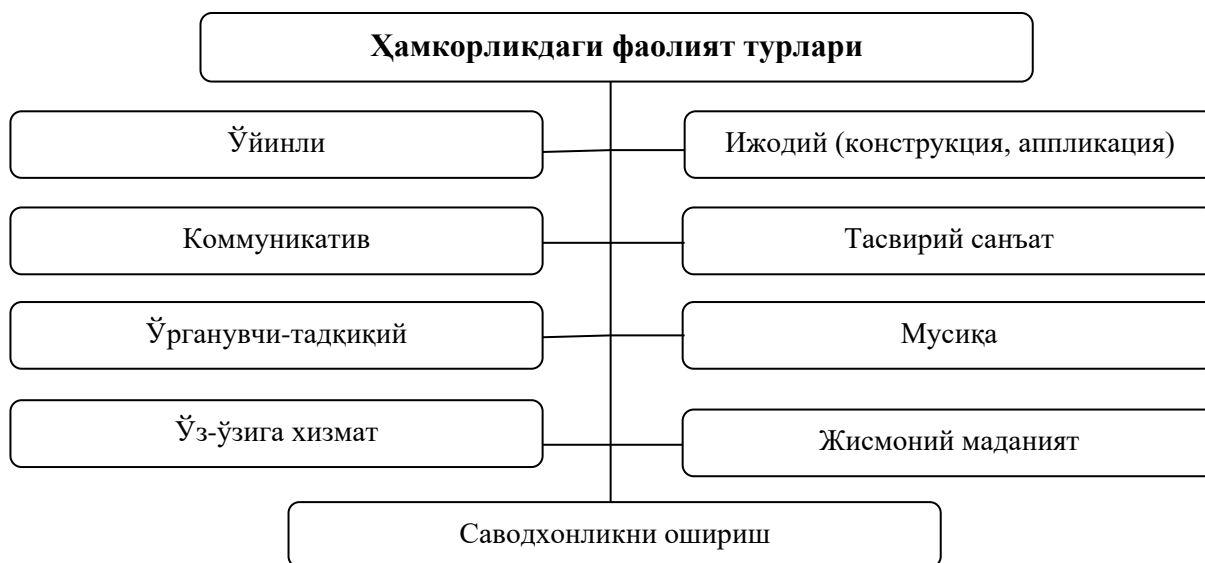 Ҳамкорликдаги фаолият турлари
Ўйинли
Ижодий (конструкция, аппликация)
Коммуникатив
Тасвирий санъат
Ўрганувчи-тадқиқий
Мусиқа
Ўз-ўзига хизмат
Жисмоний маданият
Саводхонликни ошириш